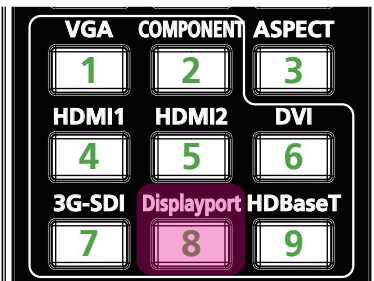 VGA COMPONENT ASPECT
1 2 3
HDMI1 HDMI2 DVI
4 5 6
3G-SDI Displayport HDBaseT
7 8 9